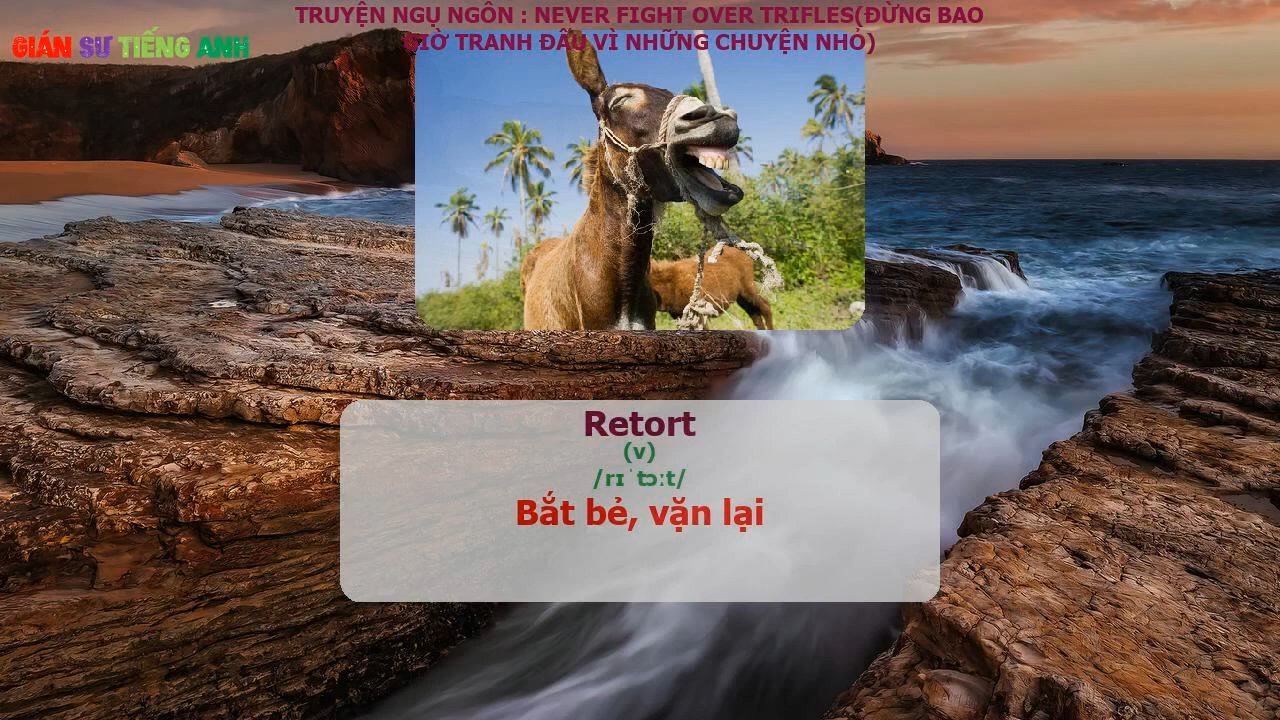 TRUYỆN NGỤ NGÔN : NEVER FIGHT OVER TRIFLES(ĐỪNG BAO
GIỜ TRANH ĐẤU VÌ NHỮNG CHUYỆN NHỎ)
GIÁN SƯ TIẾNG ANH
Retort
(v)
/rɪˈtɔːt/
Bắt bẻ, vặn lại